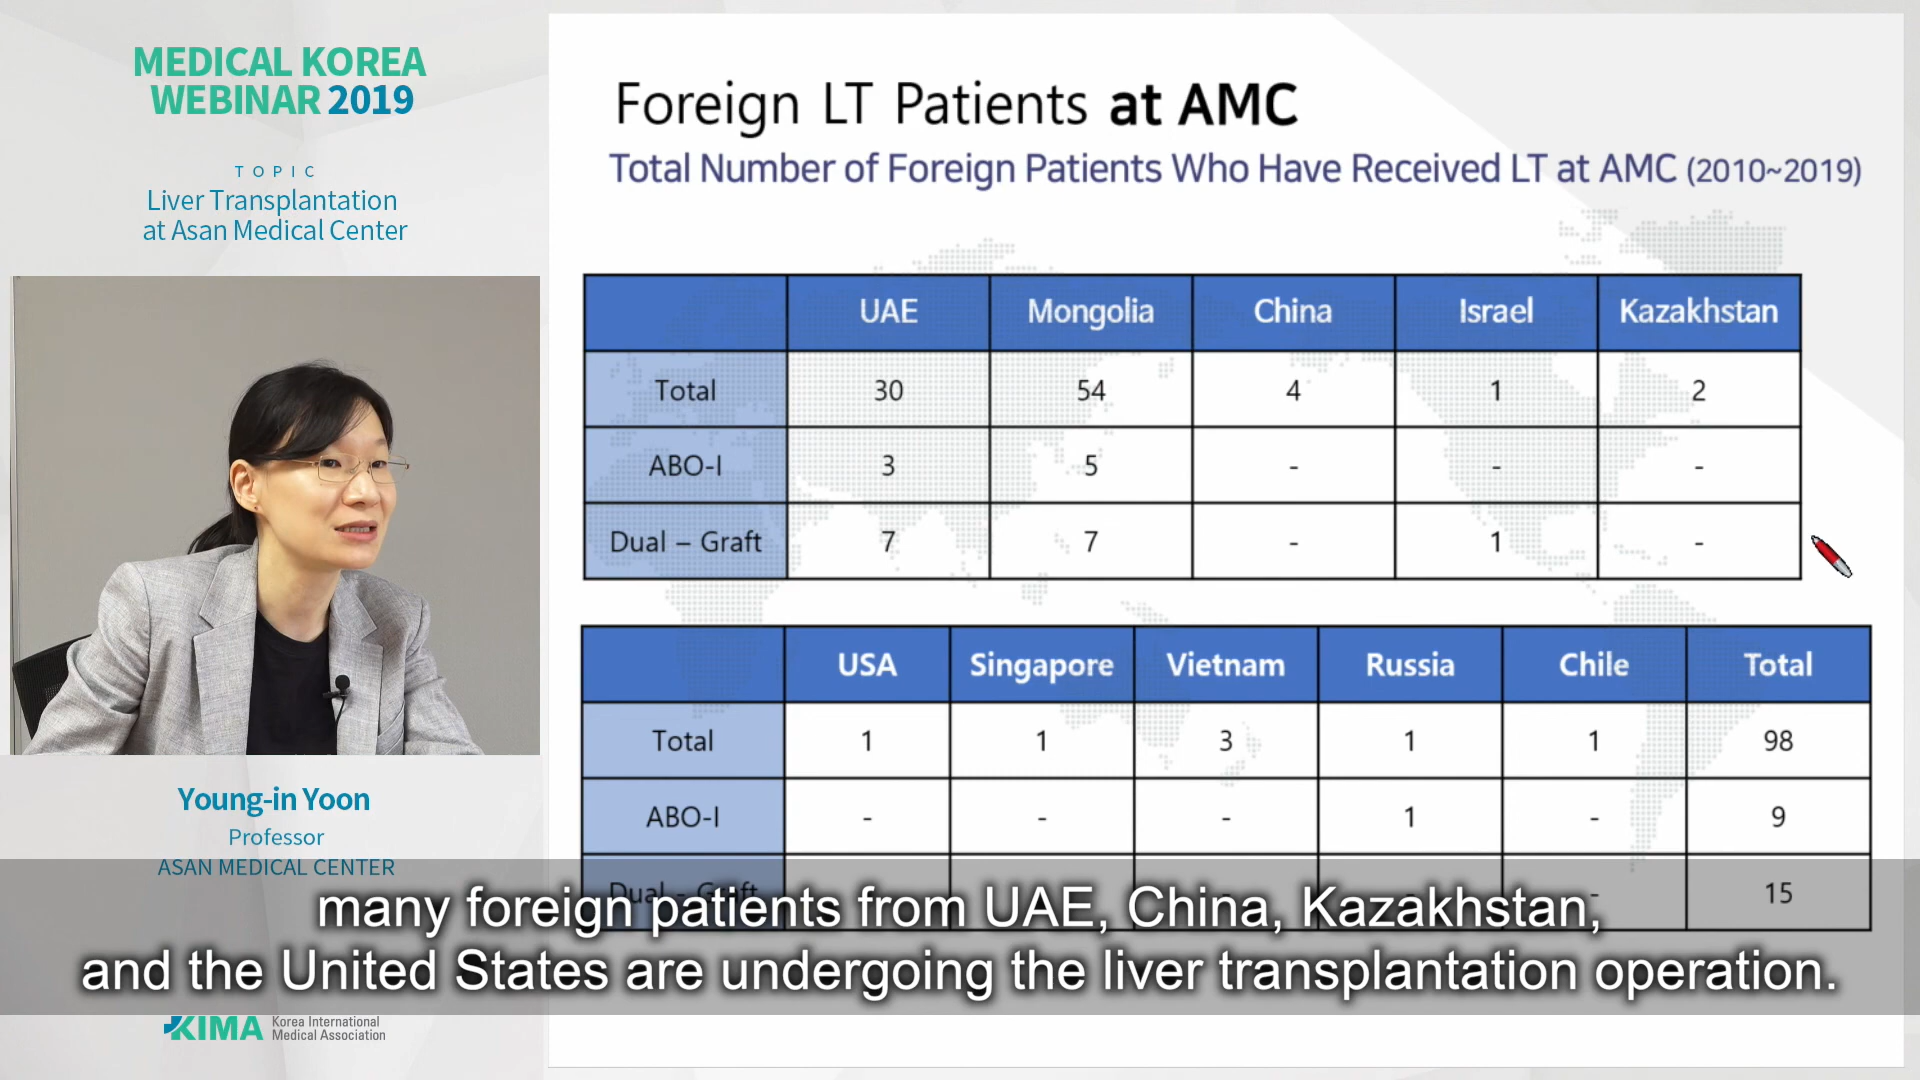 MEDICAL KOREA
WEBINAR 2019
TOPIC
Liver Transplantation
at Asan Medical Center
Young-in Yoon
Professor
ASAN MEDICAL CENTER
KIMA Korea International
Medical Association
Foreign LT Patients at AMC
Total Number of Foreign Patients Who Have Received LT at AMC (2010~2019)
UAE Mongolia China Israel Kazakhstan
Total 30 54 4 1 2
ABO-I 3 5 - - -
Dual – Graft 7 7 - 1 -
USA Singapore Vietnam Russia Chile Total
Total 1 1 3 1 1 98
ABO-I - - - 1 - 9
Dual - Graft - - - 15
many foreign patients from UAE, China, Kazakhstan,
and the United States are undergoing the liver transplantation operation.